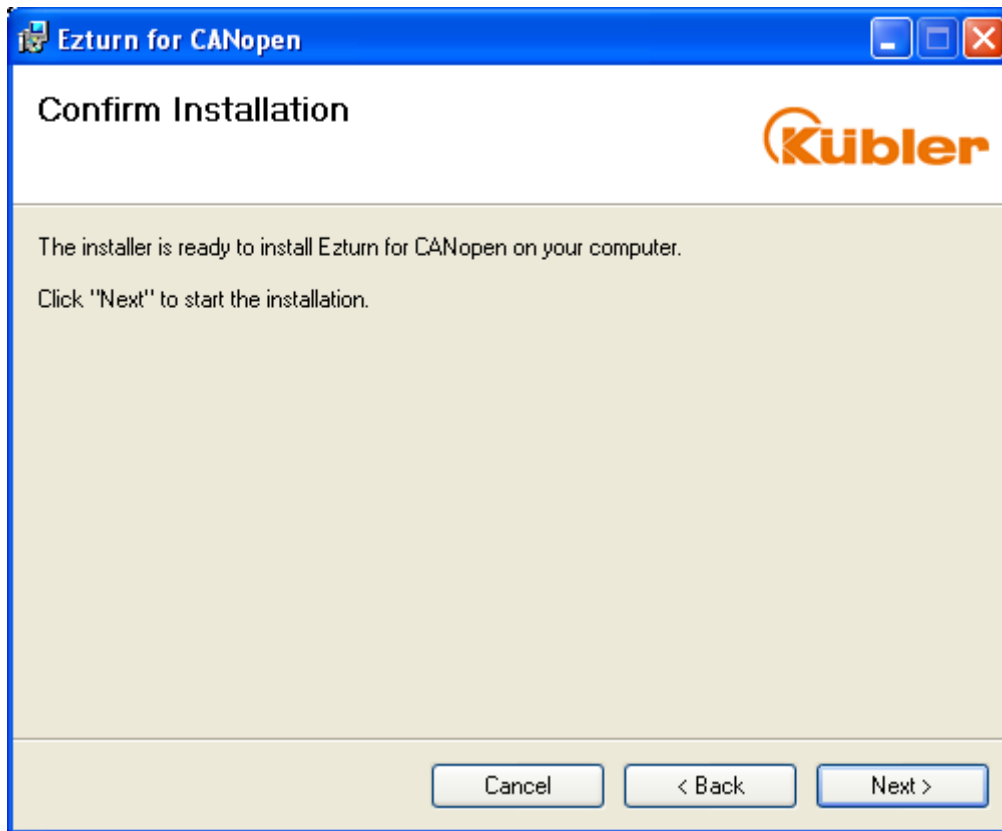 Ezturn for CANopen
Confirm Installation
Kübler
The installer is ready to install Ezturn for CANopen on your computer.
Click "Next" to start the installation.
Cancel
< Back
Next >